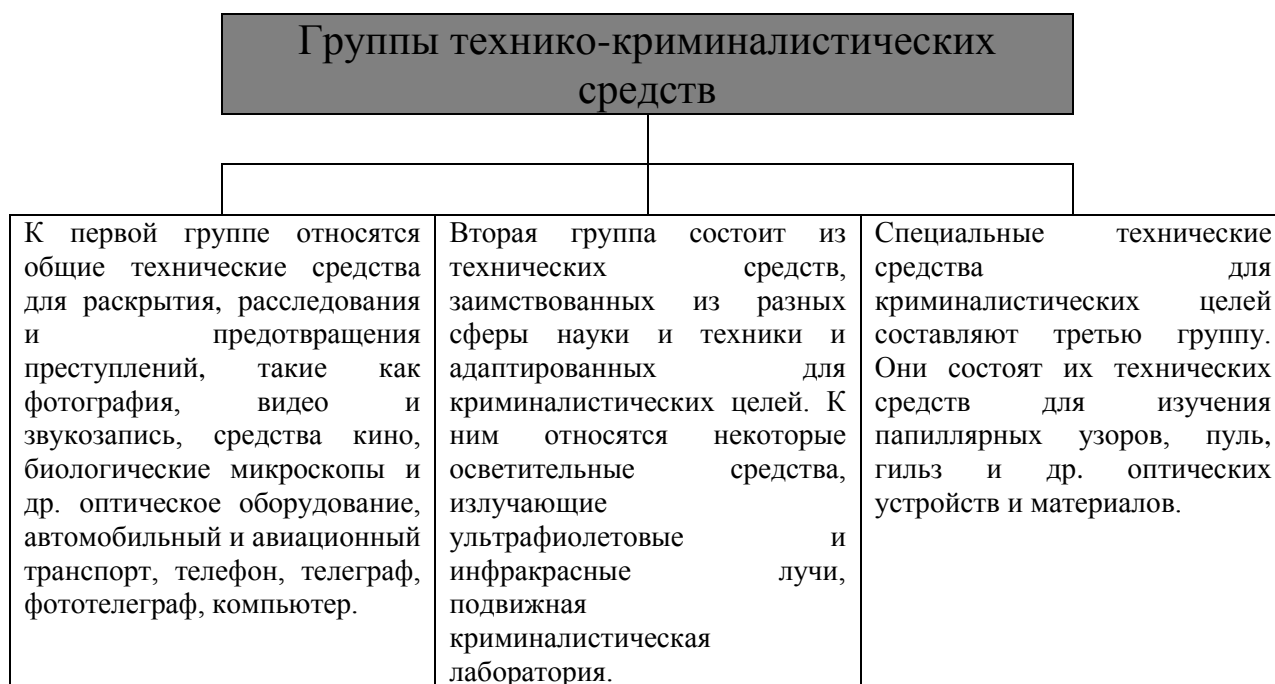 Группы технико-криминалистических
средств
К первой группе относятся
общие технические средства
для раскрытия, расследования
и предотвращения
преступлений, такие как
фотография, видео и
звукозапись, средства кино,
биологические микроскопы и
др. оптическое оборудование,
автомобильный и авиационный
транспорт, телефон, телеграф,
фототелеграф, компьютер.
Вторая группа состоит из
технических средств,
заимствованных из разных
сферы науки и техники и
адаптированных для
криминалистических целей. К
ним относятся некоторые
осветительные средства,
излучающие
ультрафиолетовые и
инфракрасные лучи,
подвижная
криминалистическая
лаборатория.
Специальные технические
средства для
криминалистических целей
составляют третью группу.
Они состоят их технических
средств для изучения
папиллярных узоров, пуль,
гильз и др. оптических
устройств и материалов.